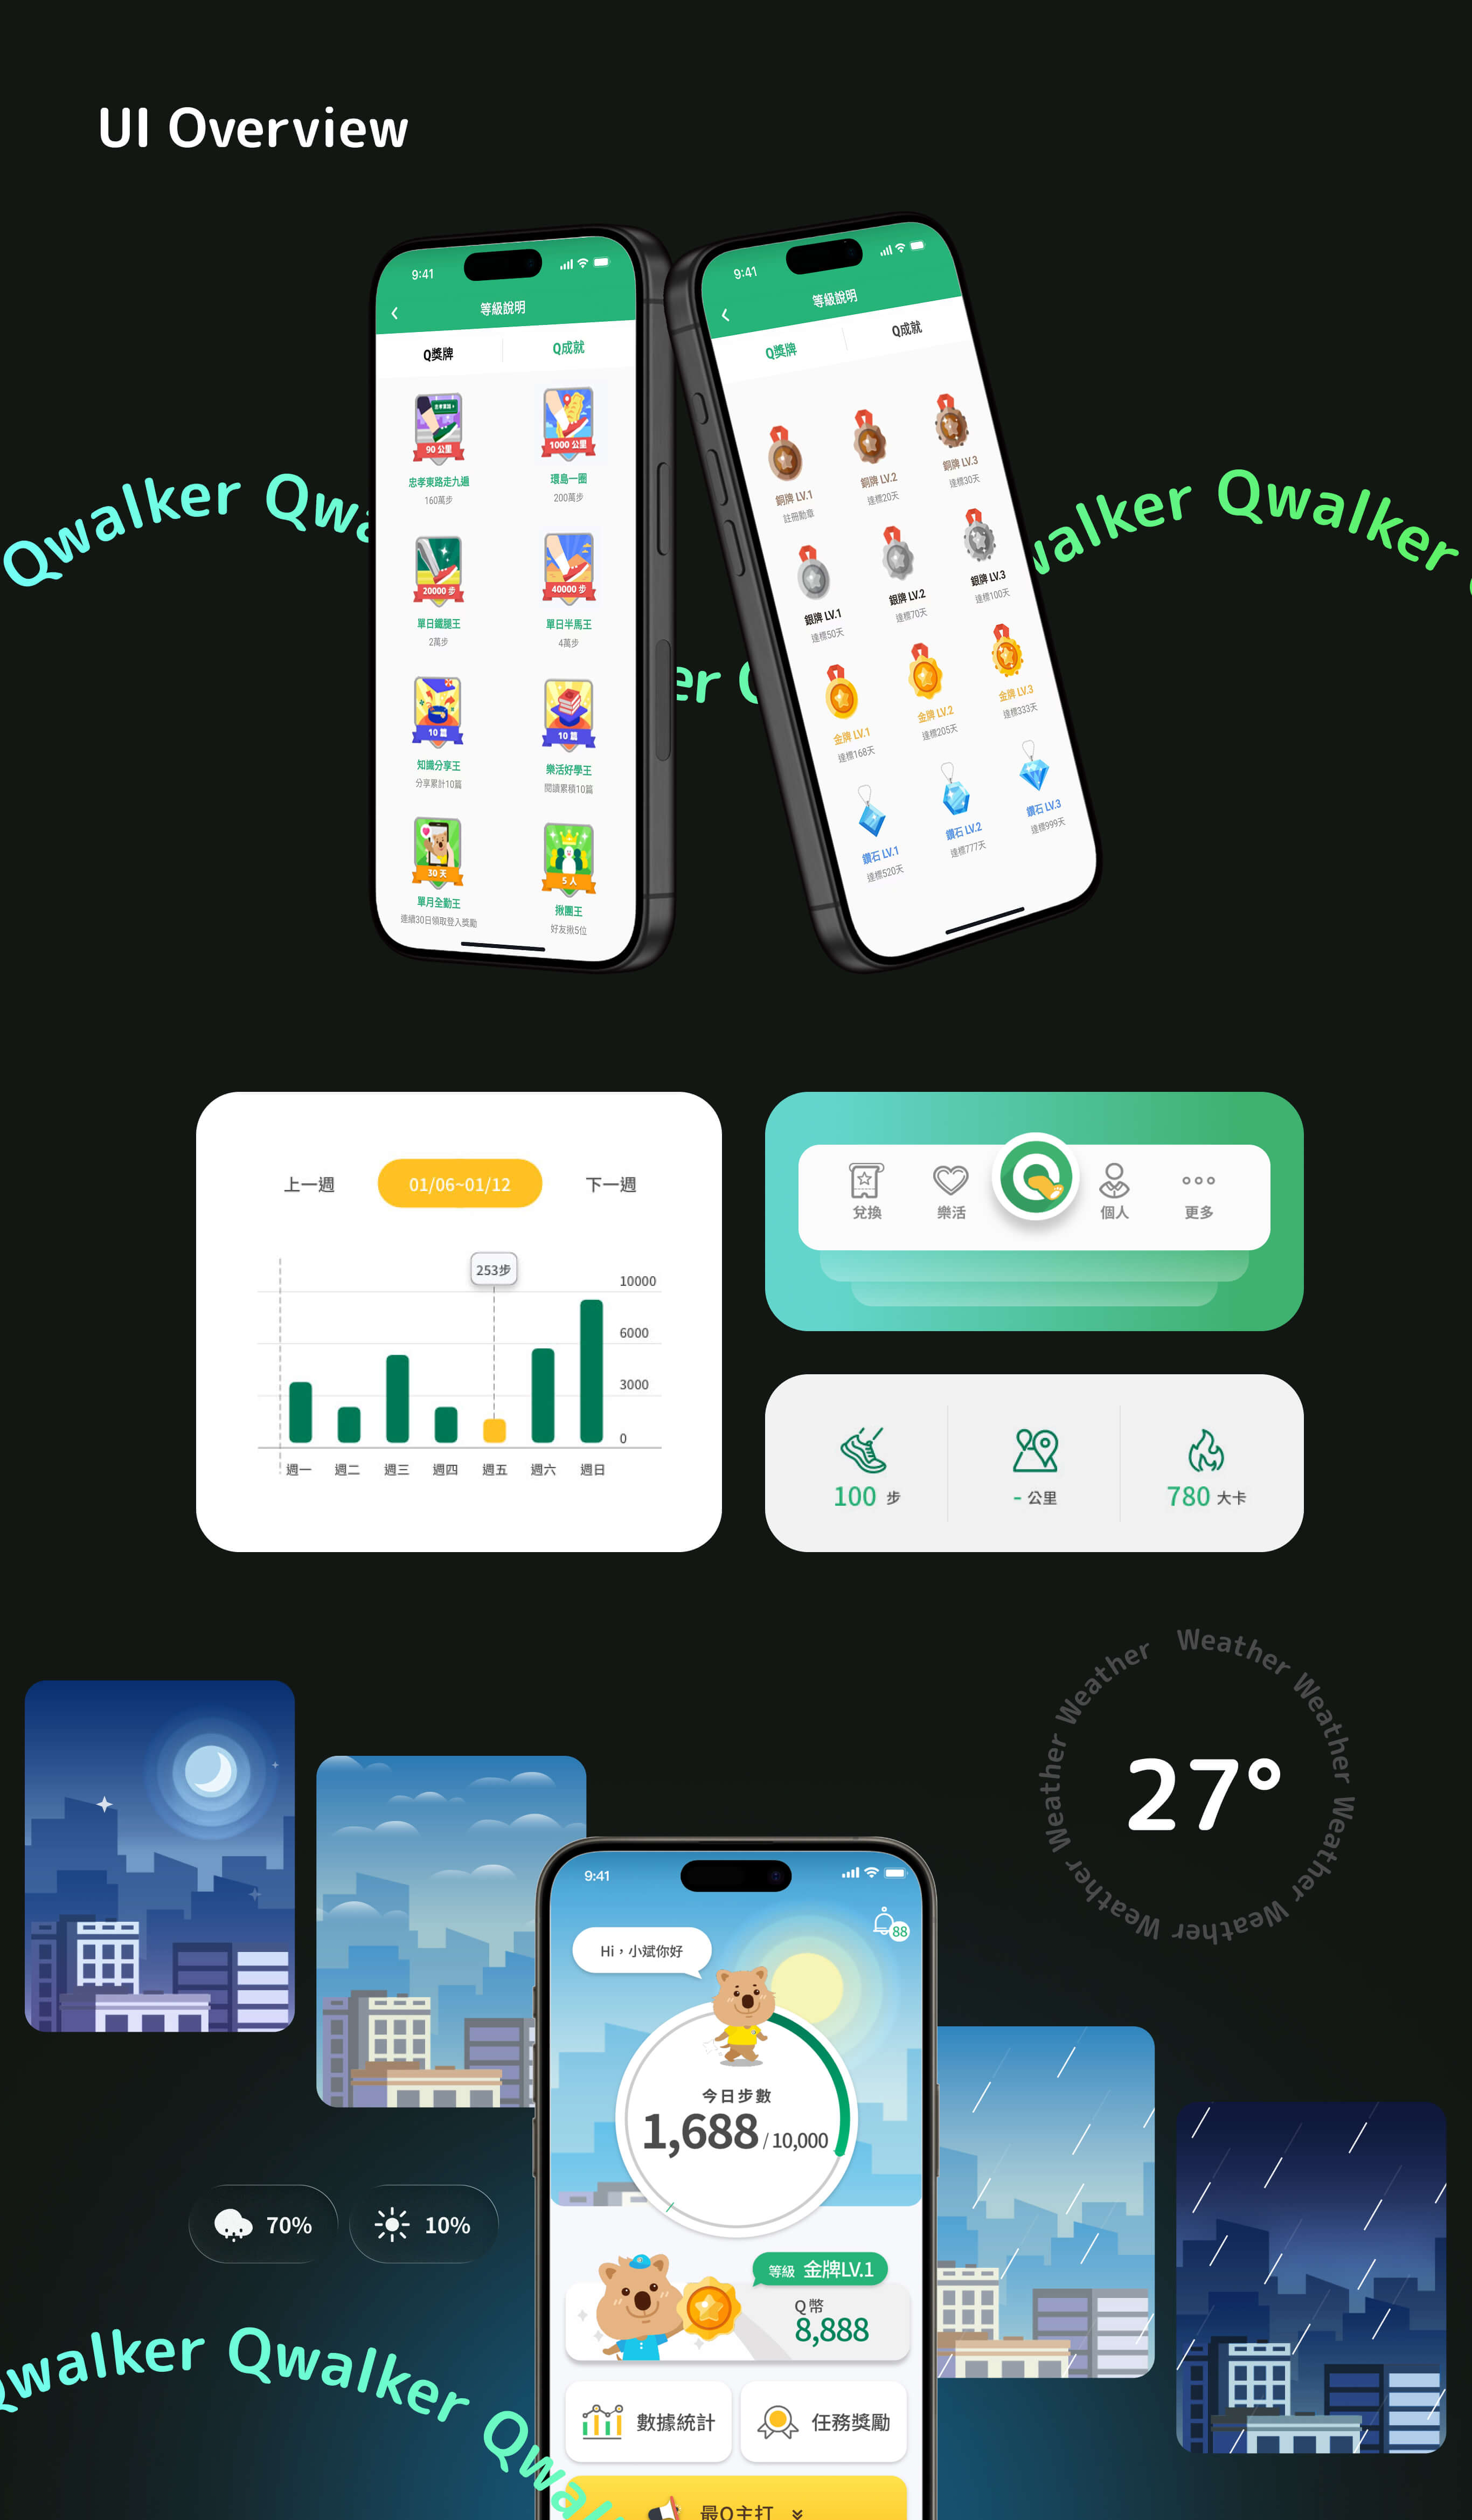 UI Overview
Qwalker Qwa
walker Qwalker
er Q
9:41
等級說明
Q獎牌
Q成就
忠孝東路
90 公里
1000 公里
忠孝東路走九遍
環島一圈
160萬步
200萬步
20000 步
40000 步
單日鐵腿王
單日半馬王
2萬步
4萬步
10 篇
10 篇
知識分享王
樂活好學王
分享累計10篇
閱讀累積10篇
30 天
5 人
單月全勤王
揪團王
連續30日領取登入獎勵
好友揪5位
9:41
等級說明
Q獎牌
Q成就
銅牌 LV.1
銅牌 LV.2
銅牌 LV.3
註冊勳章
達標20天
達標30天
銀牌 LV.1
銀牌 LV.2
銀牌 LV.3
達標50天
達標70天
達標100天
金牌 LV.1
金牌 LV.2
金牌 LV.3
達標168天
達標205天
達標333天
鑽石 LV.1
鑽石 LV.2
鑽石 LV.3
達標520天
達標777天
達標999天
上一週
01/06~01/12
下一週
253步
10000
6000
3000
0
週一 週二 週三 週四 週五 週六 週日
兌換
樂活
個人
更多
100 步
- 公里
780 大卡
Weather Weather Weather Weather Weather Weather Weather Weather
27°
9:41
88
Hi，小斌你好
今日步數
1,688 / 10,000
70%
10%
等級 金牌LV.1
Q幣
8,888
Qwalker Qwalker Qwal
數據統計
任務獎勵
最Q主打